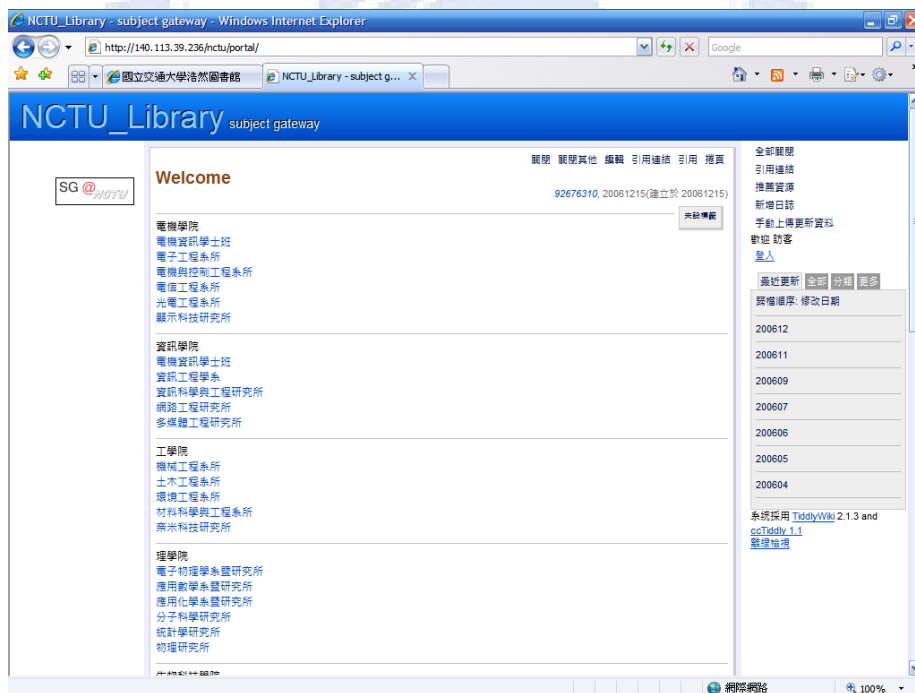 NCTU_Library - subject gateway - Windows Internet Explorer
http://140.113.39.236/nctu/portal/
Google
國立交通大學浩然圖書館
NCTU_Library - subject g...
NCTU_Library subject gateway
SG @NCTU
關閉 關閉其他 編輯 引用連結 引用 捲頁
Welcome
92676310, 20061215(建立於 20061215)
未設標籤
電機學院
電機資訊學士班
電子工程系所
電機與控制工程系所
電信工程系所
光電工程系所
顯示科技研究所
資訊學院
電機資訊學士班
資訊工程學系
資訊科學與工程研究所
網路工程研究所
多媒體工程研究所
工學院
機械工程系所
土木工程系所
環境工程系所
材料科學與工程系所
奈米科技研究所
理學院
電子物理學系暨研究所
應用數學系暨研究所
應用化學系暨研究所
分子科學研究所
統計學研究所
物理研究所
生物科技學院
全部關閉
引用連結
推薦資源
新增日誌
手動上傳更新資料
歡迎 訪客
登入
最近更新 全部 分類 更多
歸檔順序: 修改日期
200612
200611
200609
200607
200606
200605
200604
系統採用 TiddlyWiki 2.1.3 and
ccTiddly 1.1
離線檢視
網際網路
100%